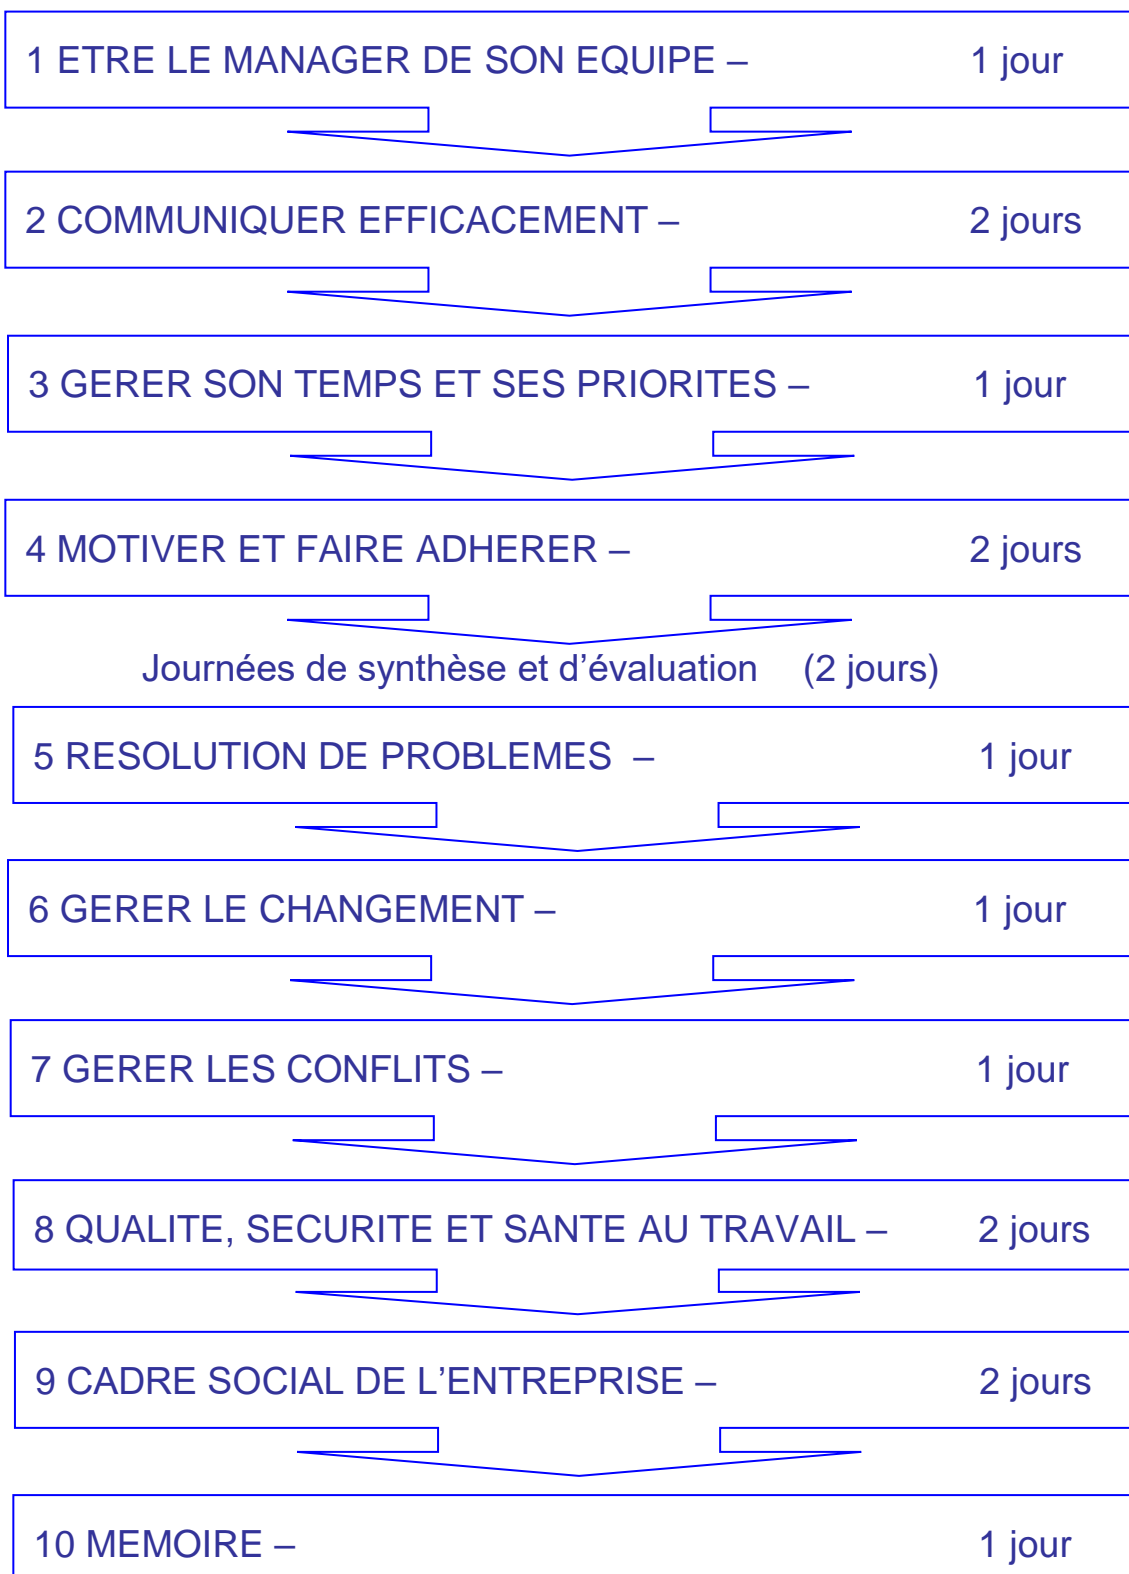 1 ETRE LE MANAGER DE SON EQUIPE – 1 jour
2 COMMUNIQUER EFFICACEMENT – 2 jours
3 GERER SON TEMPS ET SES PRIORITES – 1 jour
4 MOTIVER ET FAIRE ADHERER – 2 jours
Journées de synthèse et d’évaluation (2 jours)
5 RESOLUTION DE PROBLEMES – 1 jour
6 GERER LE CHANGEMENT – 1 jour
7 GERER LES CONFLITS – 1 jour
8 QUALITE, SECURITE ET SANTE AU TRAVAIL – 2 jours
9 CADRE SOCIAL DE L’ENTREPRISE – 2 jours
10 MEMOIRE – 1 jour